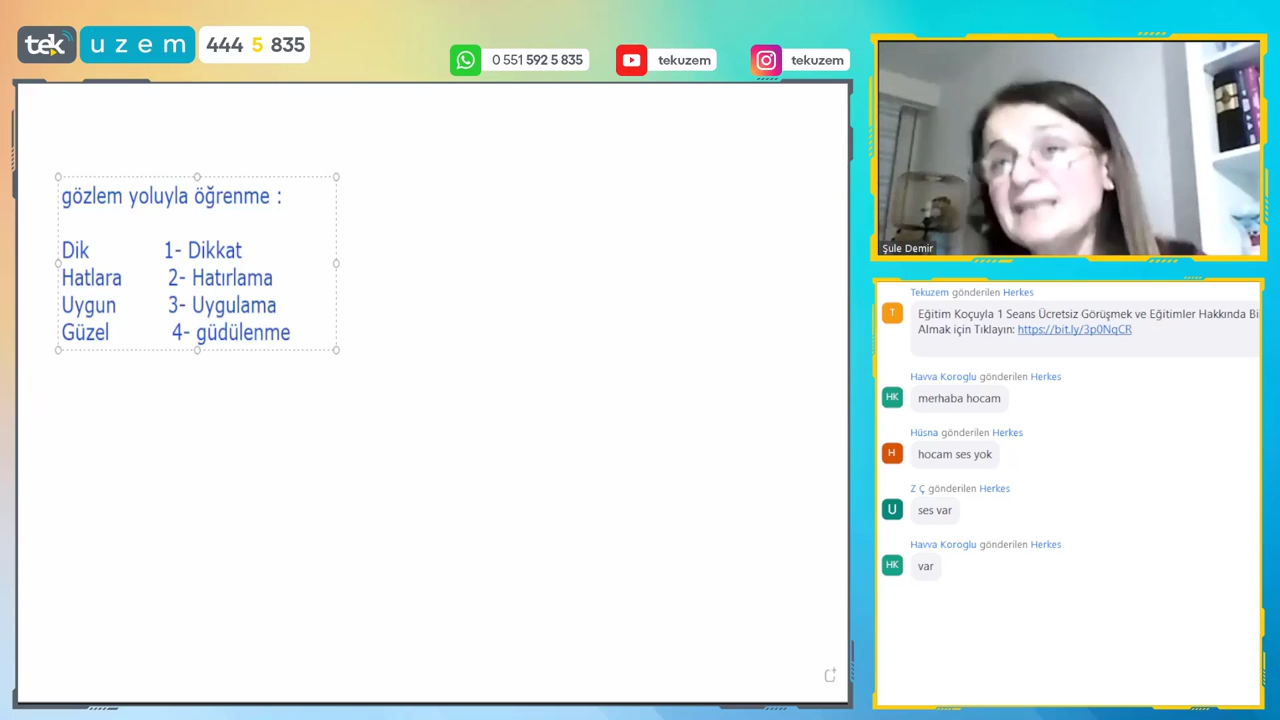 tek
uzem
444 5 835
0 551 592 5 835
tekuzem
tekuzem
gözlem yoluyla öğrenme :
Dik 1- Dikkat
Hatlara 2- Hatırlama
Uygun 3- Uygulama
Güzel 4- güdülenme
Şule Demir
Tekuzem gönderilen Herkes
T
Eğitim Koçuyla 1 Seans Ücretsiz Görüşmek ve Eğitimler Hakkında Bi
Almak için Tıklayın: https://bit.ly/3p0NqCR
Havva Koroglu gönderilen Herkes
HK
merhaba hocam
Hüsna gönderilen Herkes
H
hocam ses yok
Z Ç gönderilen Herkes
U
ses var
Havva Koroglu gönderilen Herkes
HK
var